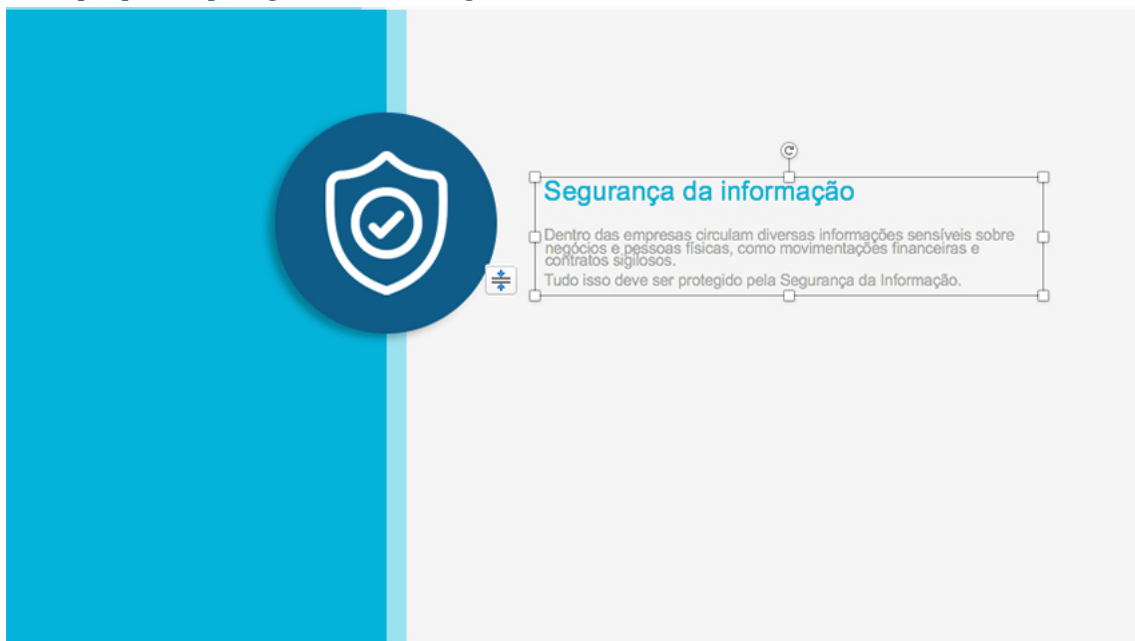 Segurança da informação
Dentro das empresas circulam diversas informações sensíveis sobre
negócios e pessoas físicas, como movimentações financeiras e
contratos sigilosos.
Tudo isso deve ser protegido pela Segurança da Informação.